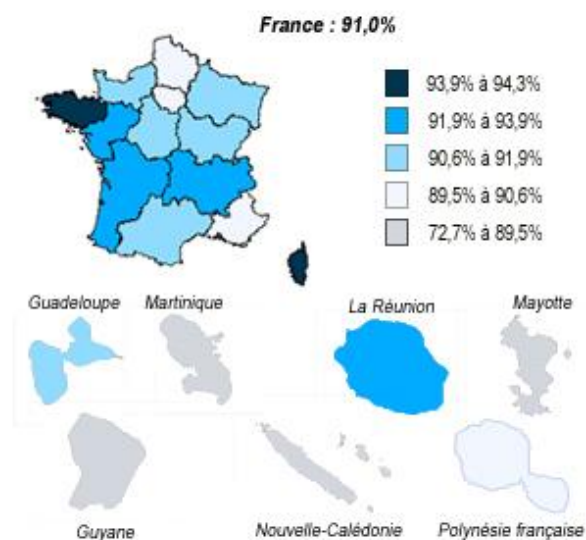 France : 91,0%
93,9% à 94,3%
91,9% à 93,9%
90,6% à 91,9%
89,5% à 90,6%
72,7% à 89,5%
Guadeloupe
Martinique
La Réunion
Mayotte
Guyane
Nouvelle-Calédonie
Polynésie française